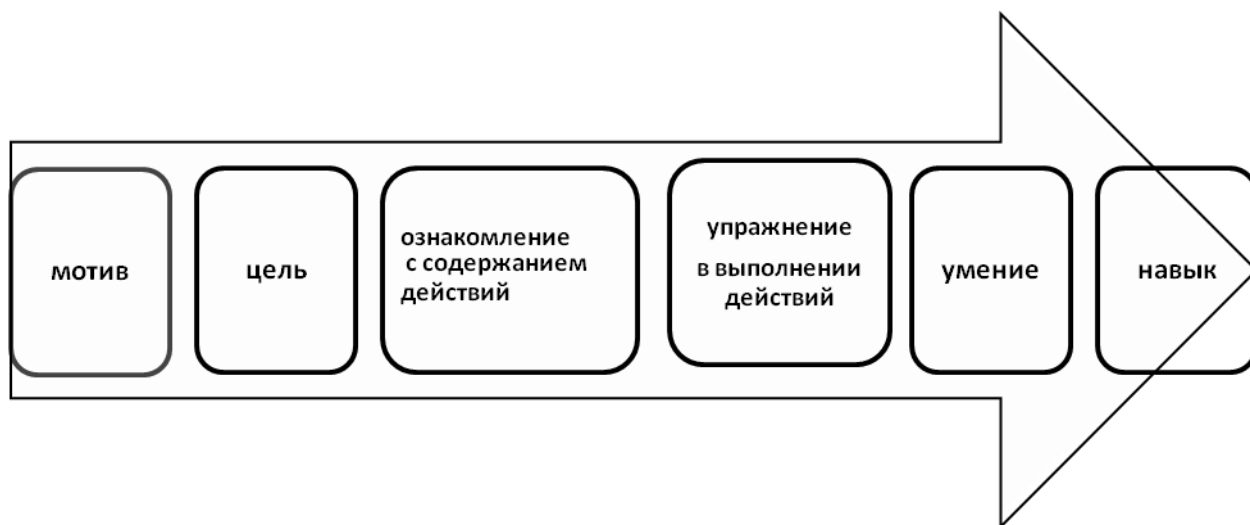 мотив
цель
ознакомление
с содержанием
действий
упражнение
в выполнении
действий
умение
навык